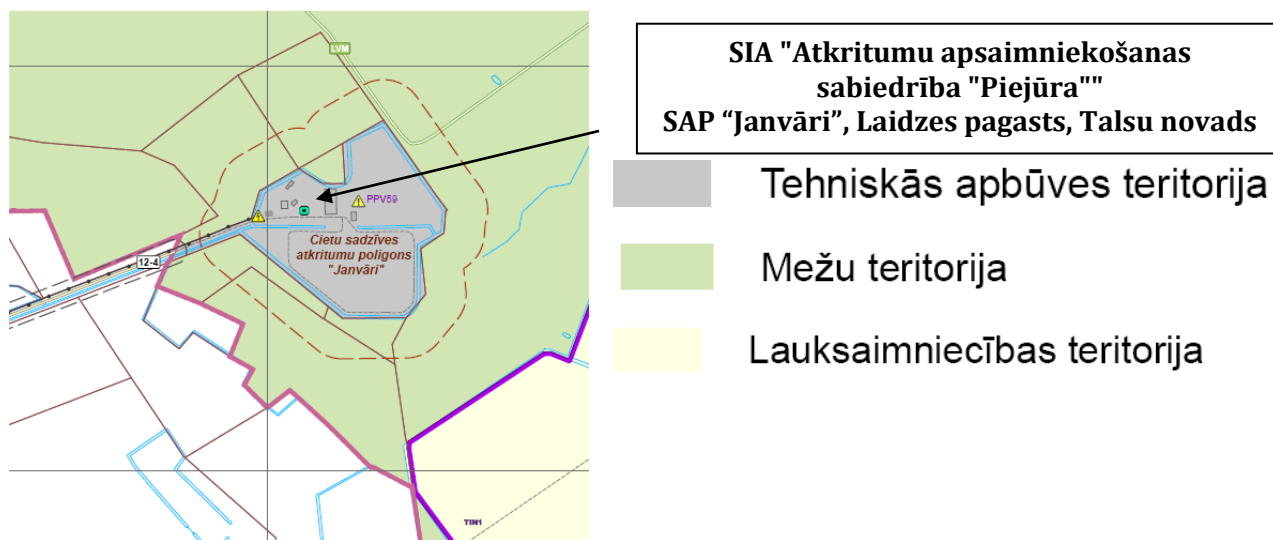 SIA "Atkritumu apsaimniekošanas
sabiedrība "Piejūra""
SAP “Janvāri”, Laidzes pagasts, Talsu novads
Tehniskās apbūves teritorija
Mežu teritorija
Lauksaimniecības teritorija
LVM
PPV59
Cietu sadzīves
atkritumu poligons
"Janvāri"
12-4
TIN1